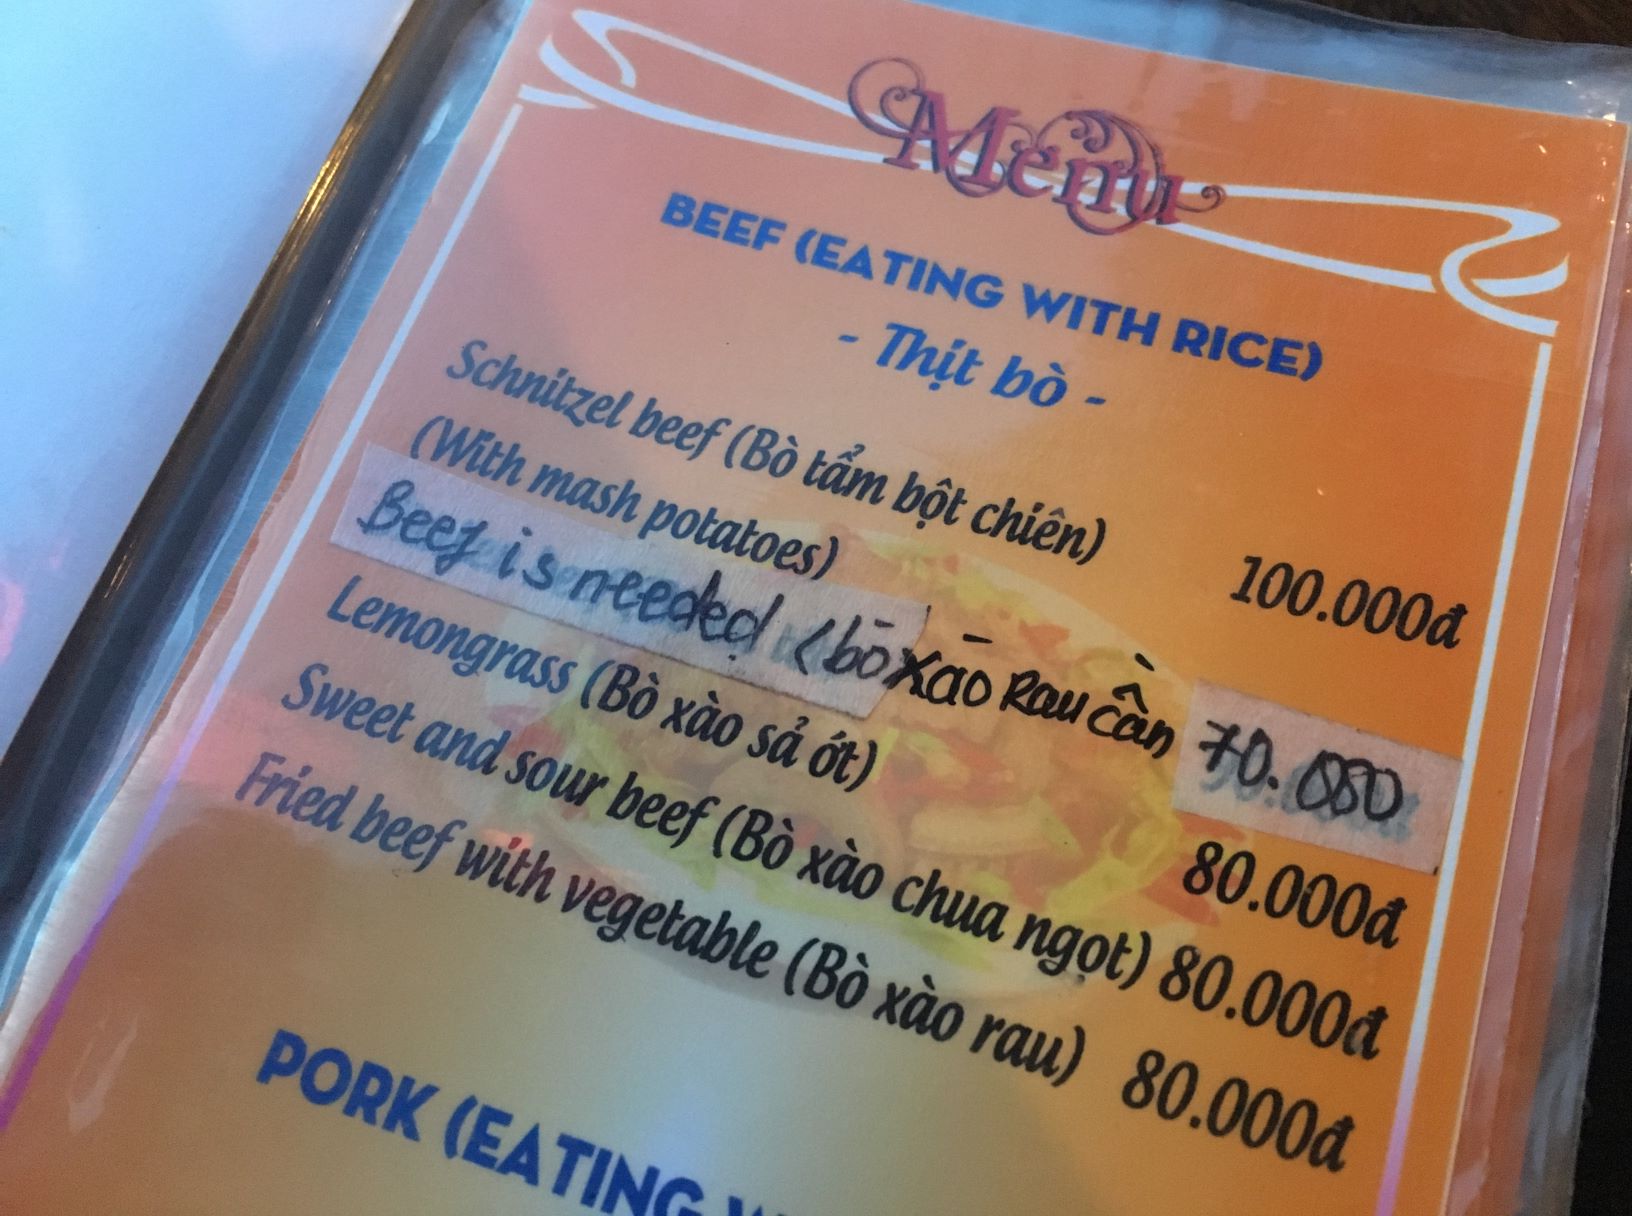 Menu
BEEF (EATING WITH RICE)
- Thịt bò -
Schnitzel beef (Bò tẩm bột chiên)
(With mash potatoes) 100.000đ
Beef is needed (bò xào Rau cần 70.000
Lemongrass (Bò xào sả ớt) 80.000đ
Sweet and sour beef (Bò xào chua ngọt) 80.000đ
Fried beef with vegetable (Bò xào rau) 80.000đ
PORK (EATING